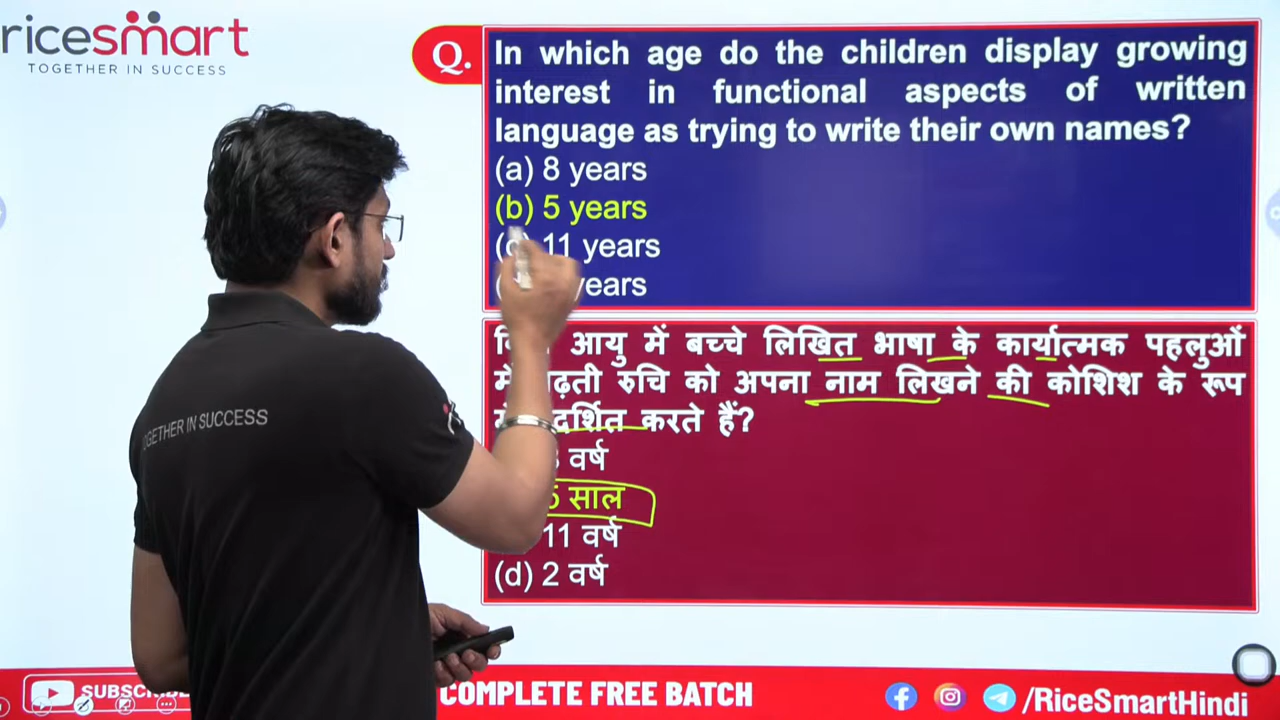 ricesmart
TOGETHER IN SUCCESS
Q.
In which age do the children display growing
interest in functional aspects of written
language as trying to write their own names?
(a) 8 years
(b) 5 years
11 years
years
आयु में बच्चे लिखित भाषा के कार्यात्मक पहलुओं
रुचि को अपना नाम लिखने की कोशिश के रूप
करते हैं?
वर्ष
5 साल
11 वर्ष
(d) 2 वर्ष
TOGETHER IN SUCCESS
COMPLETE FREE BATCH
/RiceSmartHindi